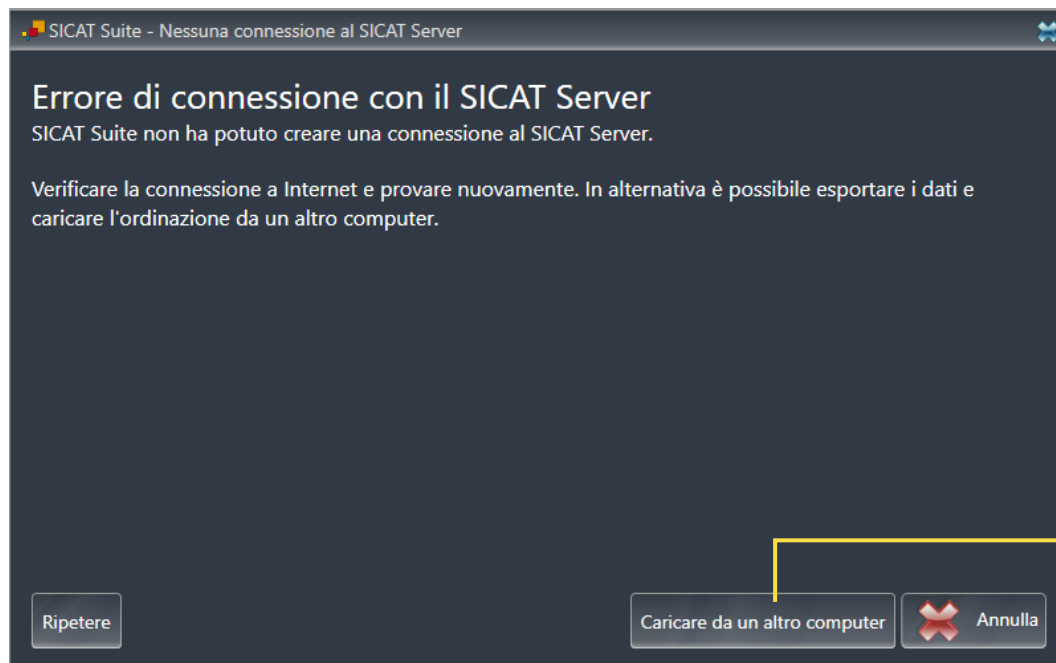 SICAT Suite - Nessuna connessione al SICAT Server
Errore di connessione con il SICAT Server
SICAT Suite non ha potuto creare una connessione al SICAT Server.
Verificare la connessione a Internet e provare nuovamente. In alternativa è possibile esportare i dati e
caricare l'ordinazione da un altro computer.
Ripetere
Caricare da un altro computer
Annulla